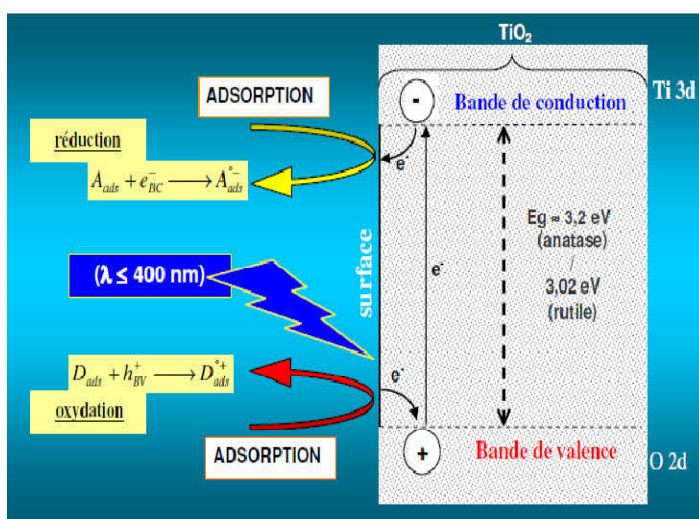 TiO₂
ADSORPTION
-
Bande de conduction
Ti 3d
réduction
A_ads + e⁻_BC ⟶ A°⁻_ads
e⁻
Eg ≈ 3,2 eV
(anatase)
/
3,02 eV
(rutile)
(λ ≤ 400 nm)
surface
e⁻
D_ads + h⁺_BV ⟶ D°⁺_ads
oxydation
e⁻
ADSORPTION
+
Bande de valence
O 2d